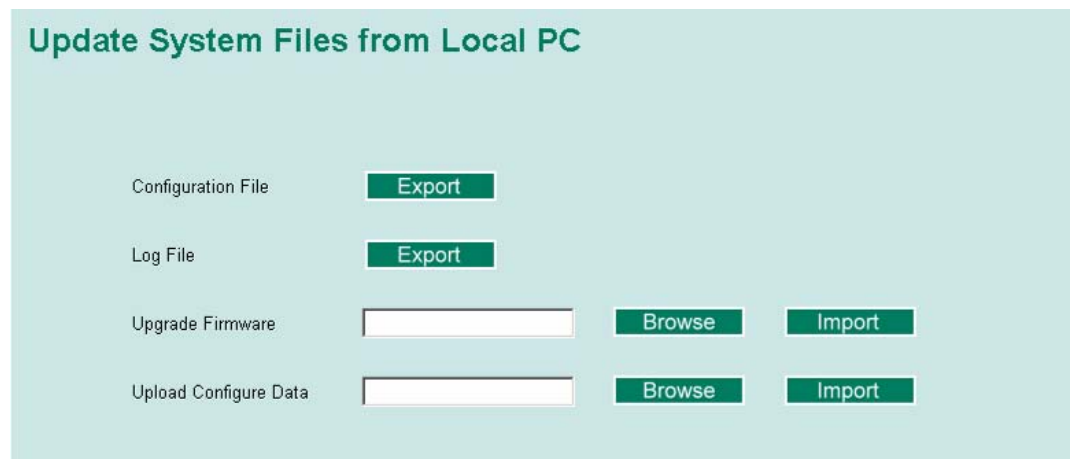 Update System Files from Local PC
Configuration File Export
Log File Export
Upgrade Firmware Browse Import
Upload Configure Data Browse Import